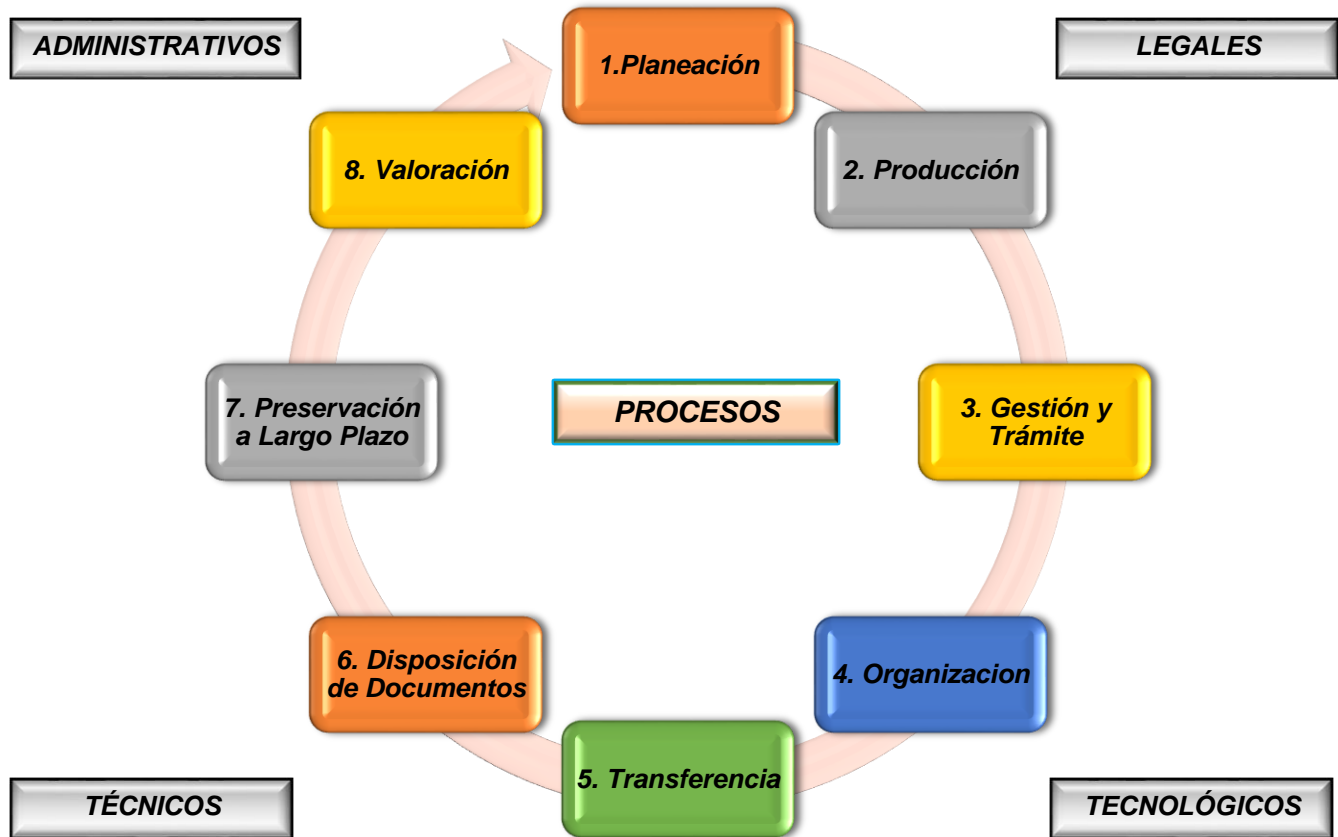 ADMINISTRATIVOS
LEGALES
1.Planeación
2. Producción
3. Gestión y
Trámite
4. Organizacion
5. Transferencia
6. Disposición
de Documentos
7. Preservación
a Largo Plazo
8. Valoración
PROCESOS
TÉCNICOS
TECNOLÓGICOS